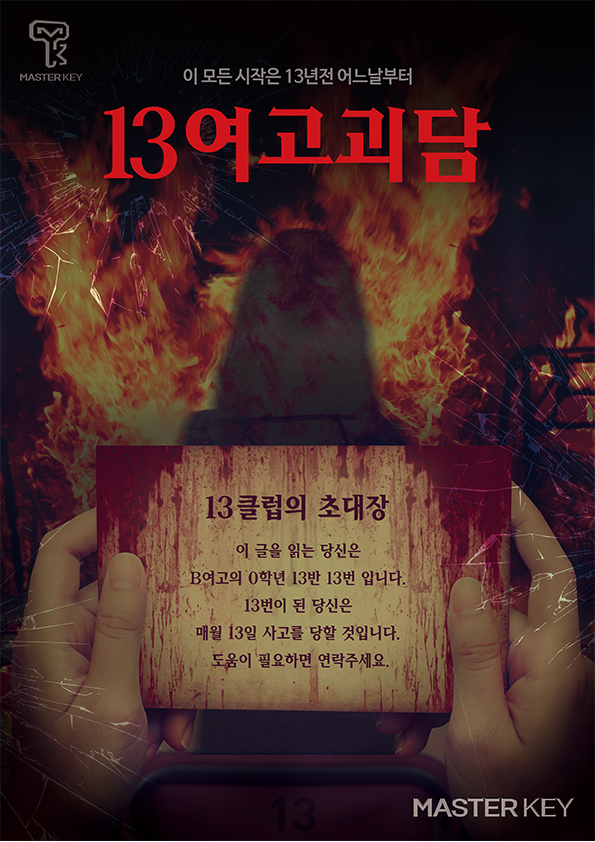 MASTER KEY
이 모든 시작은 13년전 어느날부터
13여고괴담
13클럽의 초대장
이 글을 읽는 당신은
B여고의 0학년 13반 13번 입니다.
13번이 된 당신은
매월 13일 사고를 당할 것입니다.
도움이 필요하면 연락주세요.
13
MASTER KEY